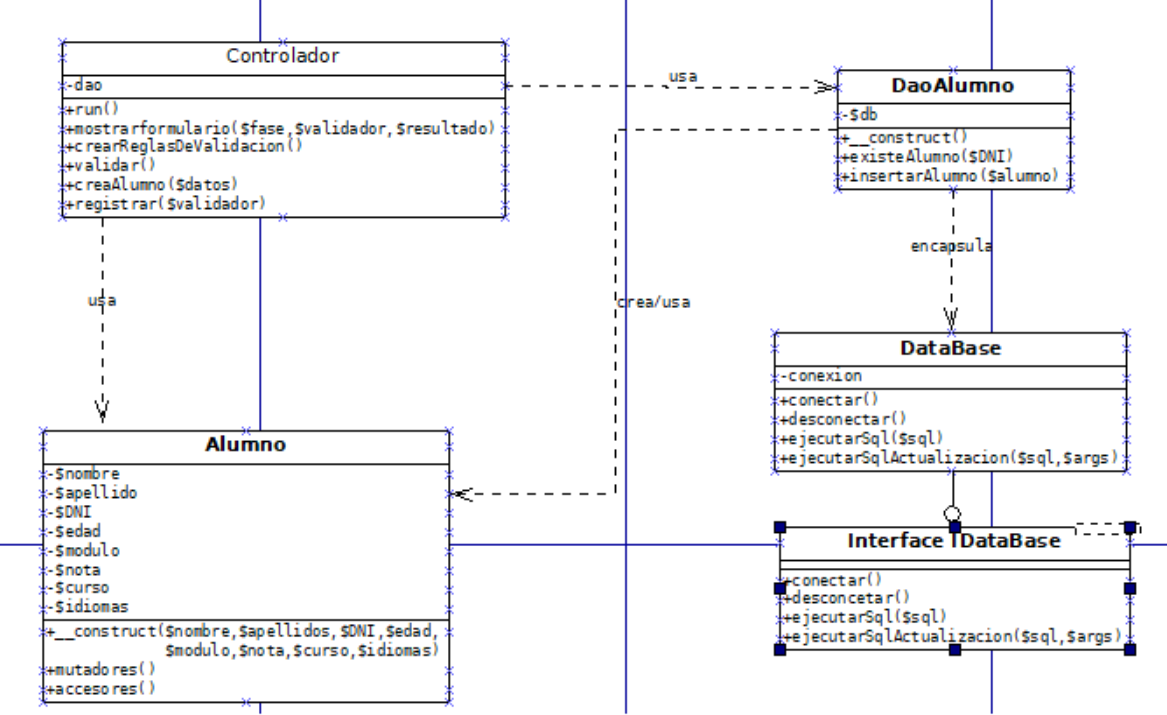 Controlador
-dao
+run()
+mostrarformulario($fase,$validador,$resultado)
+crearReglasDeValidacion()
+validar()
+creaAlumno($datos)
+registrar($validador)
usa
DaoAlumno
-$db
+__construct()
+existeAlumno($DNI)
+insertarAlumno($alumno)
encapsula
usa
crea/usa
DataBase
-conexion
+conectar()
+desconectar()
+ejecutarSql($sql)
+ejecutarSqlActualizacion($sql,$args)
Alumno
-$nombre
-$apellido
-$DNI
-$edad
-$modulo
-$nota
-$curso
-$idiomas
+__construct($nombre,$apellidos,$DNI,$edad,
$modulo,$nota,$curso,$idiomas)
+mutadores()
+accesores()
Interface IDataBase
+conectar()
+desconcetar()
+ejecutarSql($sql)
+ejecutarSqlActualizacion($sql,$args)